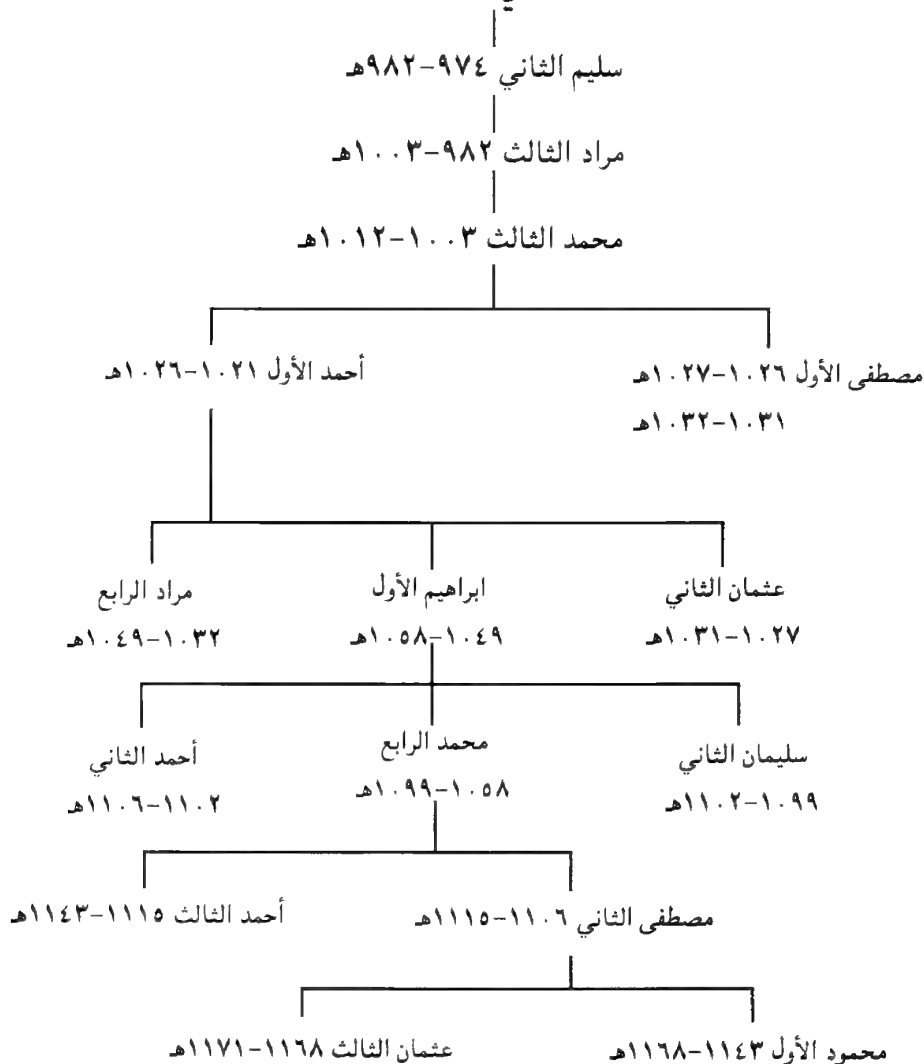 سليم الثاني ٩٧٤-٩٨٢هـ
مراد الثالث ٩٨٢-١٠٠٣هـ
محمد الثالث ١٠٠٣-١٠١٢هـ
مصطفى الأول ١٠٢٦-١٠٢٧هـ
١٠٣١-١٠٣٢هـ
أحمد الأول ١٠٢١-١٠٢٦هـ
عثمان الثاني
١٠٢٧-١٠٣١هـ
ابراهيم الأول
١٠٤٩-١٠٥٨هـ
مراد الرابع
١٠٣٢-١٠٤٩هـ
سليمان الثاني
١٠٩٩-١١٠٢هـ
محمد الرابع
١٠٥٨-١٠٩٩هـ
أحمد الثاني
١١٠٢-١١٠٦هـ
مصطفى الثاني ١١٠٦-١١١٥هـ
أحمد الثالث ١١١٥-١١٤٣هـ
محمود الأول ١١٤٣-١١٦٨هـ
عثمان الثالث ١١٦٨-١١٧١هـ